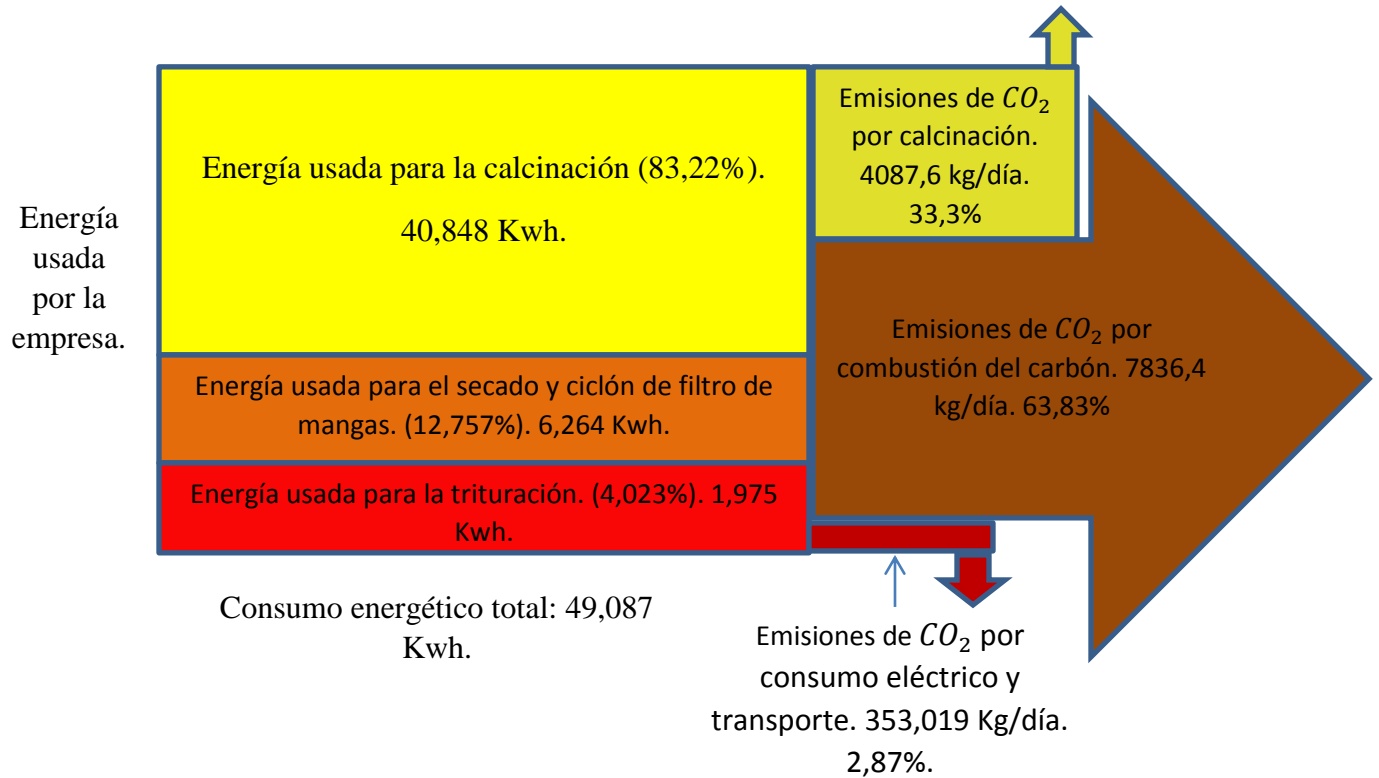 Energía
usada
por la
empresa.
Energía usada para la calcinación (83,22%).
40,848 Kwh.
Energía usada para el secado y ciclón de filtro de
mangas. (12,757%). 6,264 Kwh.
Energía usada para la trituración. (4,023%). 1,975
Kwh.
Consumo energético total: 49,087
Kwh.
Emisiones de CO₂
por calcinación.
4087,6 kg/día.
33,3%
Emisiones de CO₂ por
combustión del carbón. 7836,4
kg/día. 63,83%
Emisiones de CO₂ por
consumo eléctrico y
transporte. 353,019 Kg/día.
2,87%.